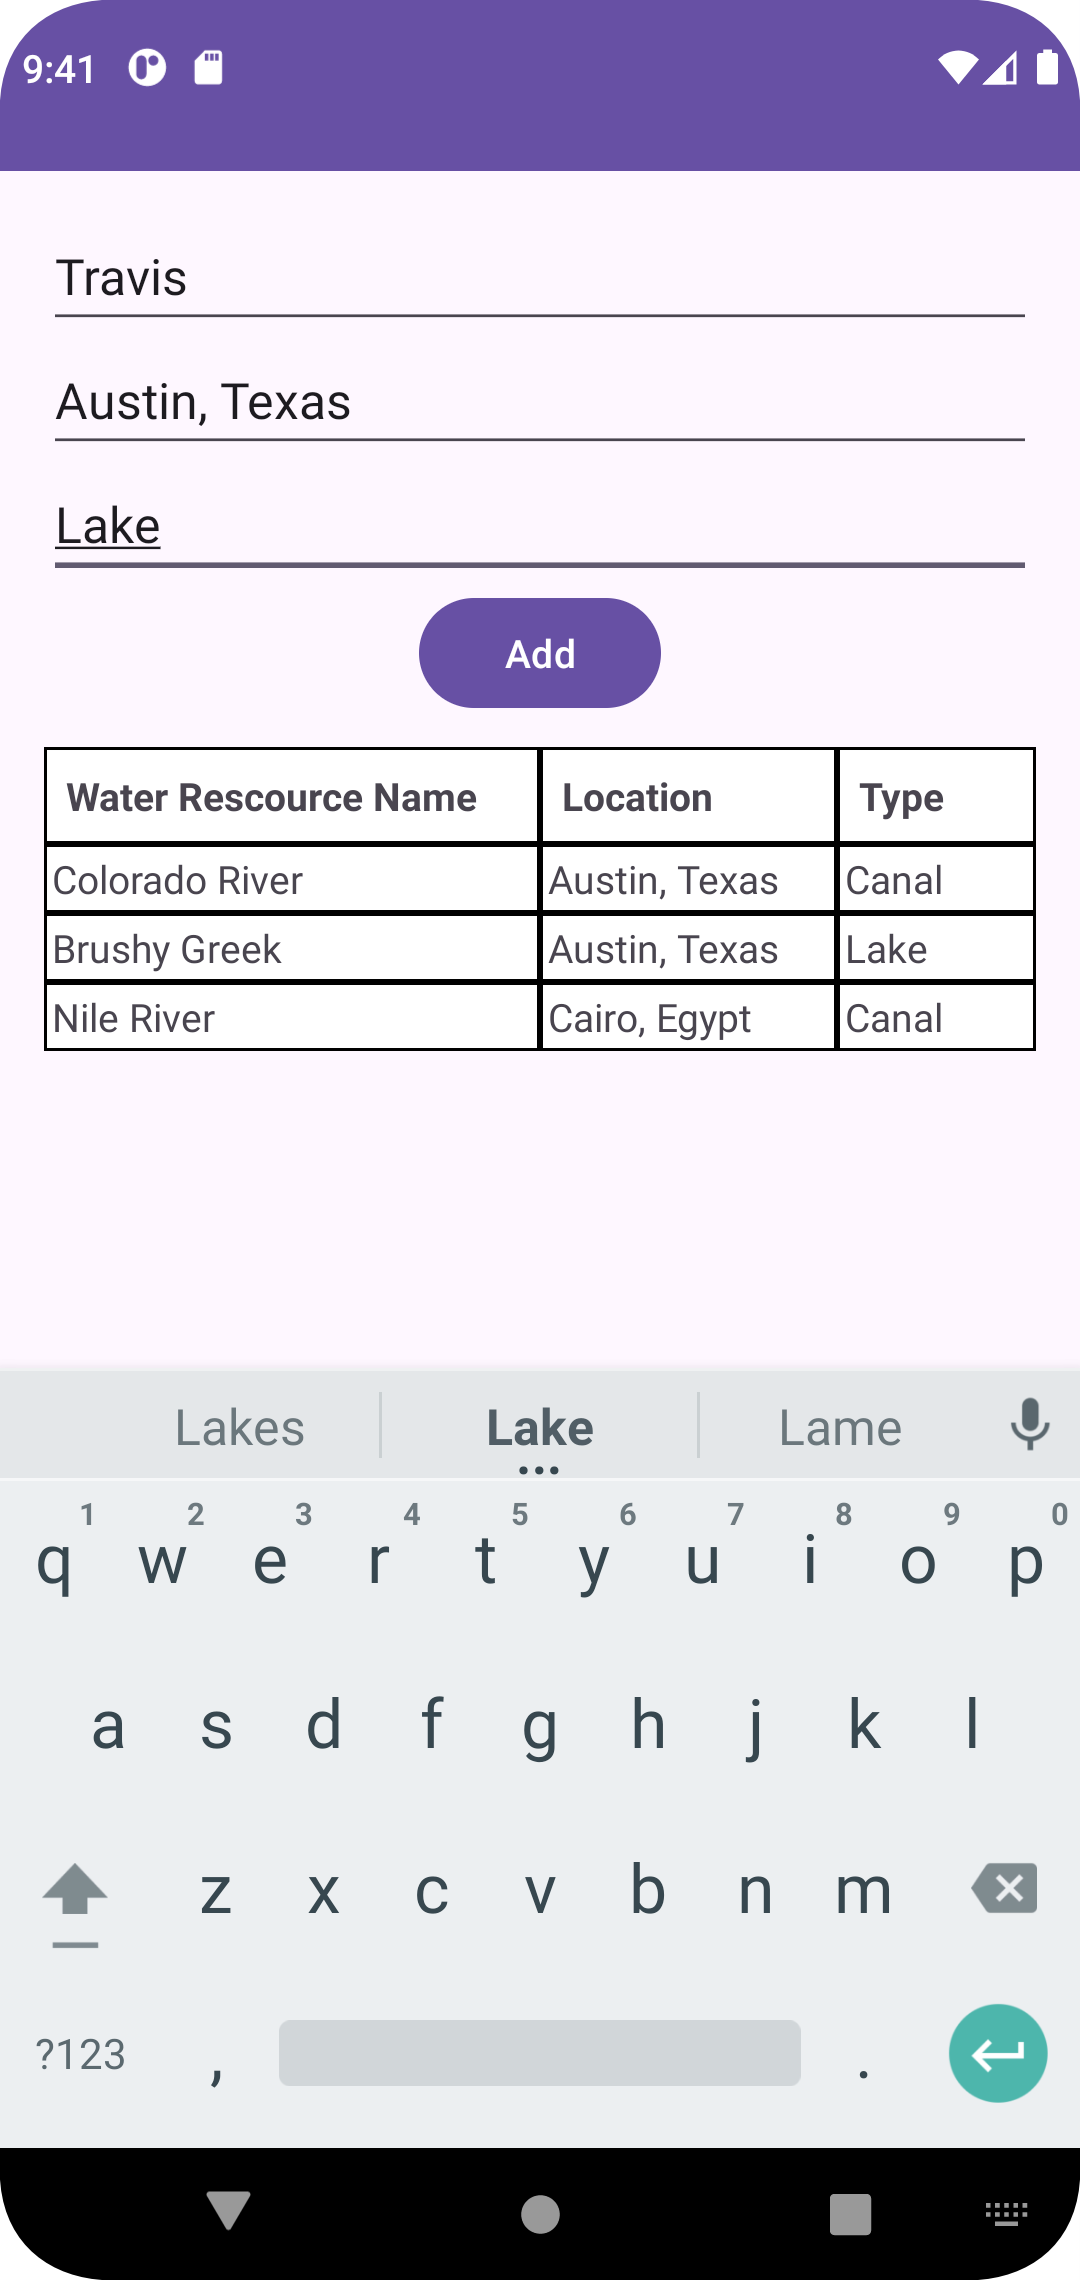 9:41
Travis
Austin, Texas
Lake
Add
Water Rescource Name Location Type
Colorado River Austin, Texas Canal
Brushy Greek Austin, Texas Lake
Nile River Cairo, Egypt Canal
Lakes Lake Lame
1 2 3 4 5 6 7 8 9 0
q w e r t y u i o p
a s d f g h j k l
z x c v b n m
?123 , .